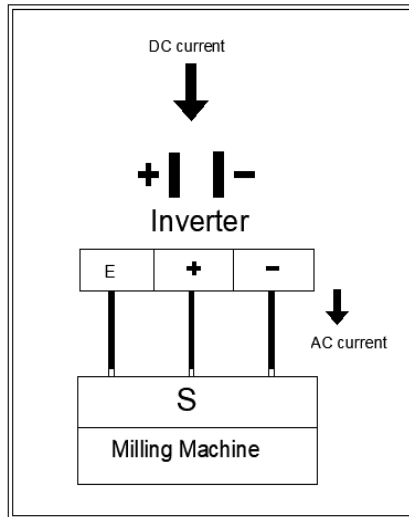 DC current
+ -
Inverter
E + -
AC current
S
Milling Machine